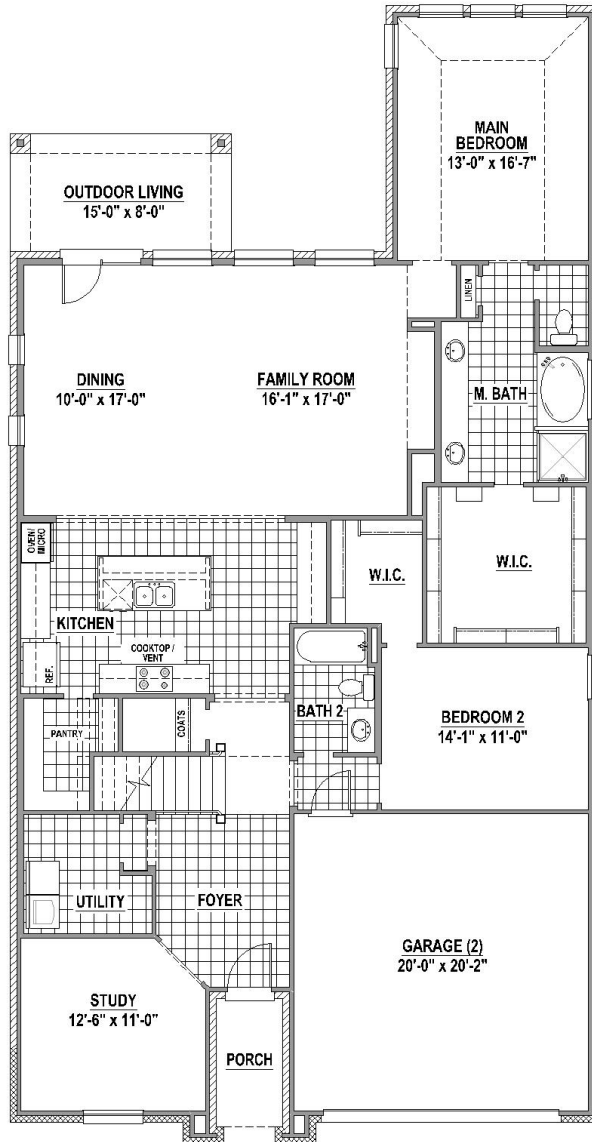 MAIN
BEDROOM
13'-0" x 16'-7"
OUTDOOR LIVING
15'-0" x 8'-0"
LINEN
DINING
10'-0" x 17'-0"
FAMILY ROOM
16'-1" x 17'-0"
M. BATH
OVEN/
MICRO
W.I.C.
W.I.C.
KITCHEN
COOKTOP /
VENT
REF.
PANTRY
COATS
BATH 2
BEDROOM 2
14'-1" x 11'-0"
UTILITY
FOYER
GARAGE (2)
20'-0" x 20'-2"
STUDY
12'-6" x 11'-0"
PORCH